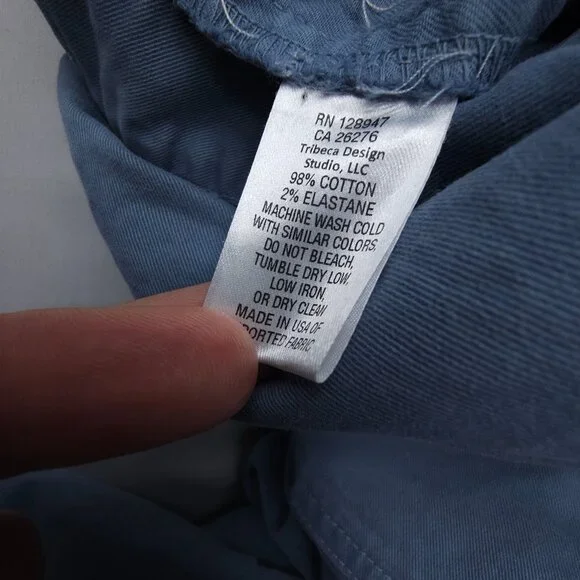 RN 128947
CA 26276
Tribeca Design
Studio, LLC
98% COTTON
2% ELASTANE
MACHINE WASH COLD
WITH SIMILAR COLORS,
DO NOT BLEACH,
TUMBLE DRY LOW,
LOW IRON,
OR DRY CLEAN
MADE IN USA OF
FABRIC